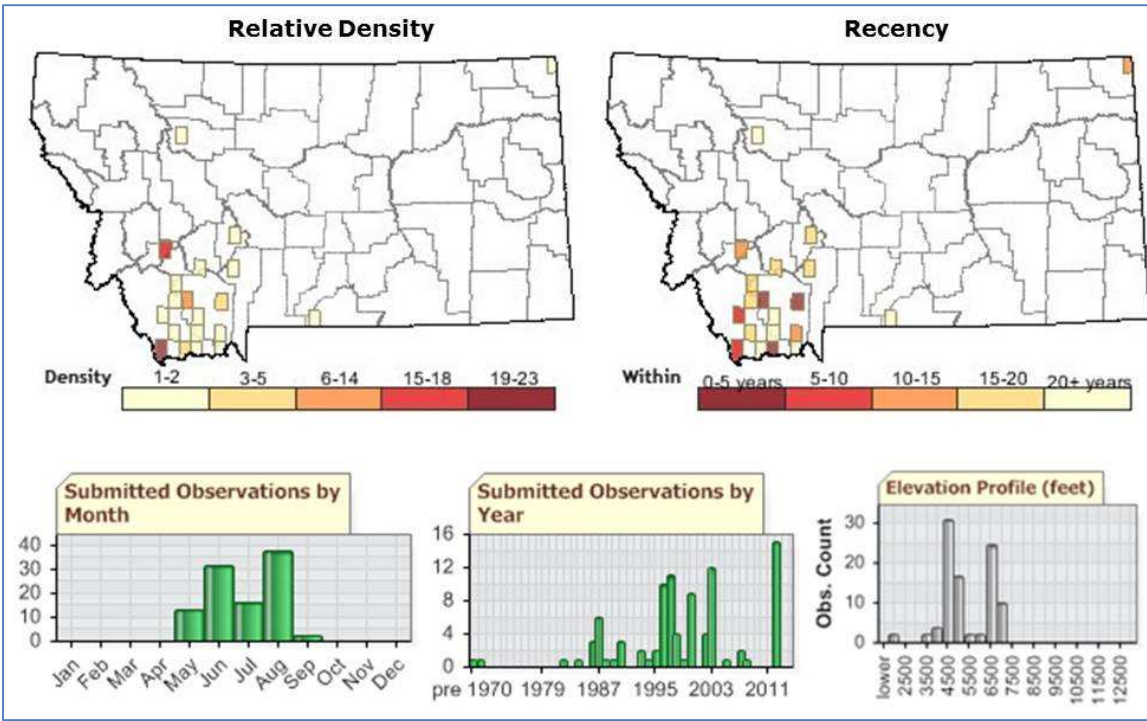 Relative Density
Recency
Density
1-2 3-5 6-14 15-18 19-23
Within
0-5 years 5-10 10-15 15-20 20+ years
Submitted Observations by
Month
40
30
20
10
0
Jan Feb Mar Apr May Jun Jul Aug Sep Oct Nov Dec
Submitted Observations by
Year
16
12
8
4
0
pre 1970 1979 1987 1995 2003 2011
Elevation Profile (feet)
Obs. Count
30
20
10
0
lower 2500 3500 4500 5500 6500 7500 8500 9500 10500 11500 12500